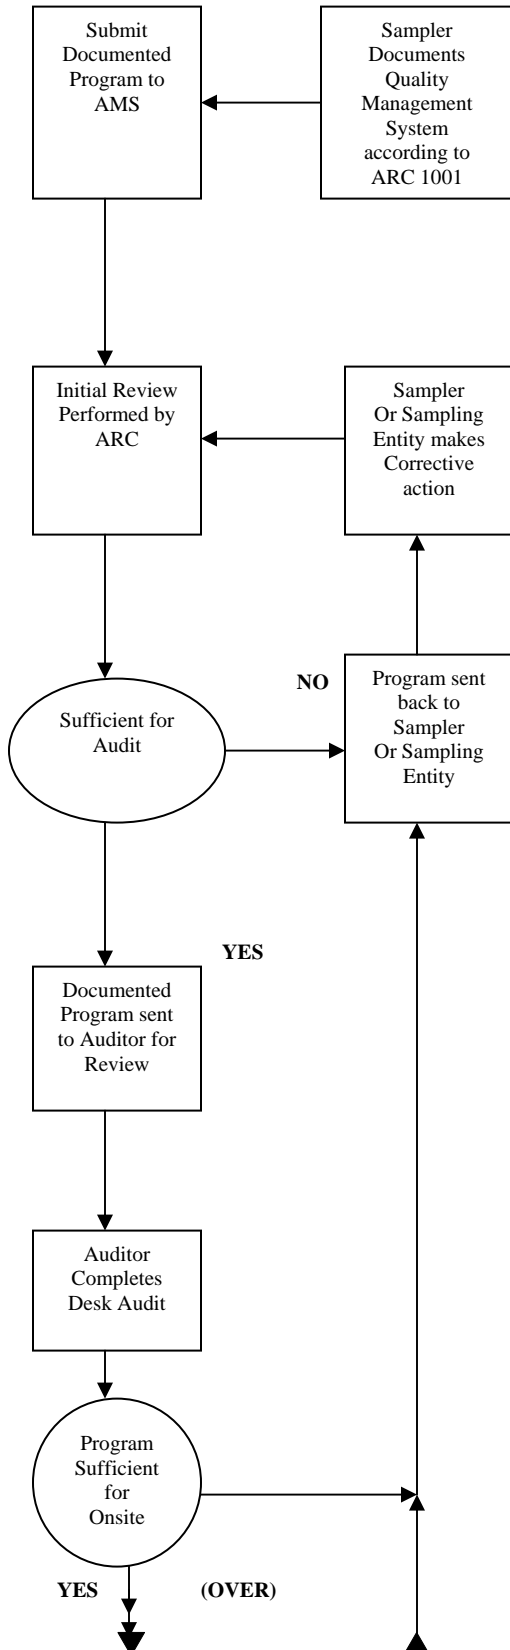 Submit
Documented
Program to
AMS
Sampler
Documents
Quality
Management
System
according to
ARC 1001
Initial Review
Performed by
ARC
Sampler
Or Sampling
Entity makes
Corrective
action
Sufficient for
Audit
NO
Program sent
back to
Sampler
Or Sampling
Entity
YES
Documented
Program sent
to Auditor for
Review
Auditor
Completes
Desk Audit
Program
Sufficient
for
Onsite
YES (OVER)